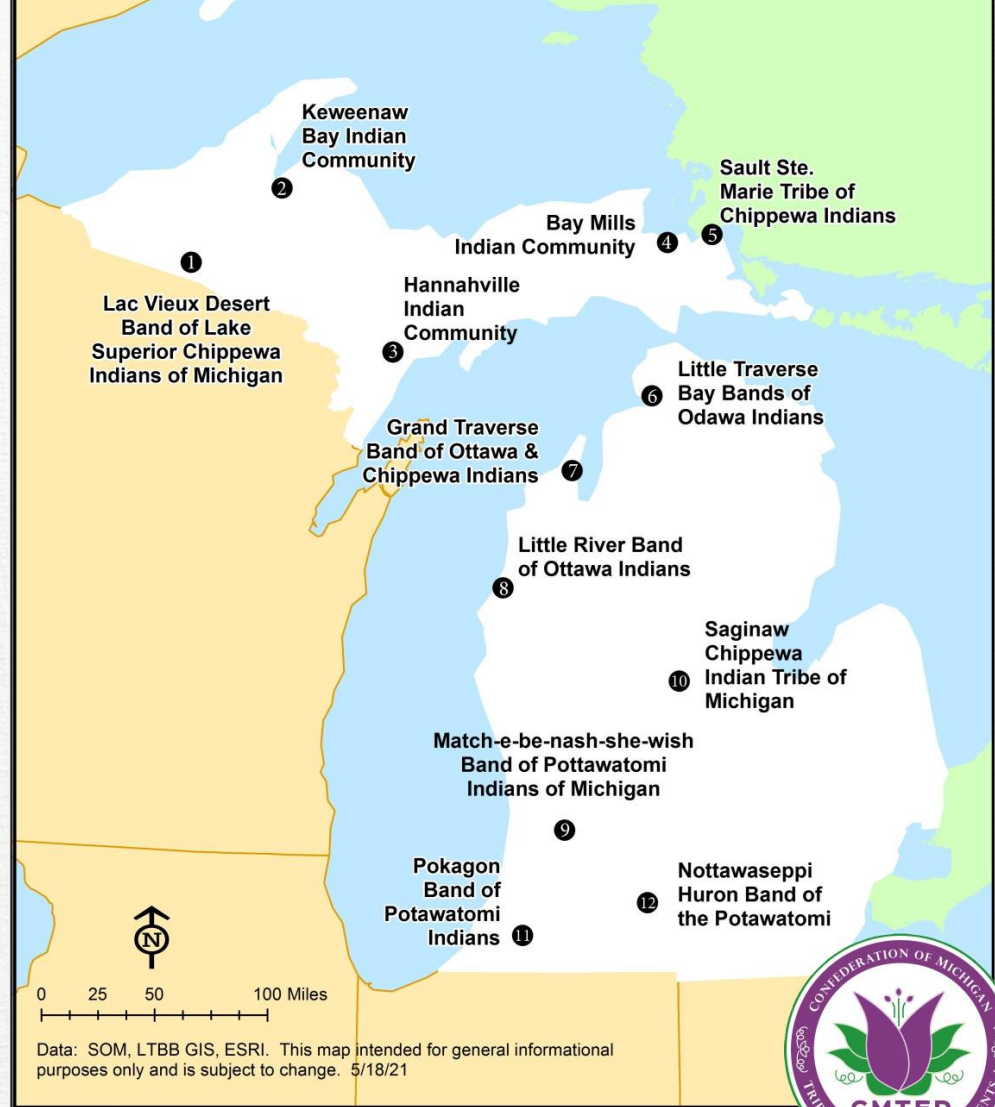 Keweenaw
Bay Indian
Community
2
Sault Ste.
Marie Tribe of
Chippewa Indians
Bay Mills
Indian Community
4
5
1
Lac Vieux Desert
Band of Lake
Superior Chippewa
Indians of Michigan
Hannahville
Indian
Community
3
Little Traverse
Bay Bands of
Odawa Indians
6
Grand Traverse
Band of Ottawa &
Chippewa Indians
7
Little River Band
of Ottawa Indians
8
Saginaw
Chippewa
Indian Tribe of
Michigan
10
Match-e-be-nash-she-wish
Band of Pottawatomi
Indians of Michigan
9
Pokagon
Band of
Potawatomi
Indians
11
Nottawaseppi
Huron Band of
the Potawatomi
12
N
0 25 50 100 Miles
Data: SOM, LTBB GIS, ESRI. This map intended for general informational
purposes only and is subject to change. 5/18/21
CONFEDERATION OF MICHIGAN